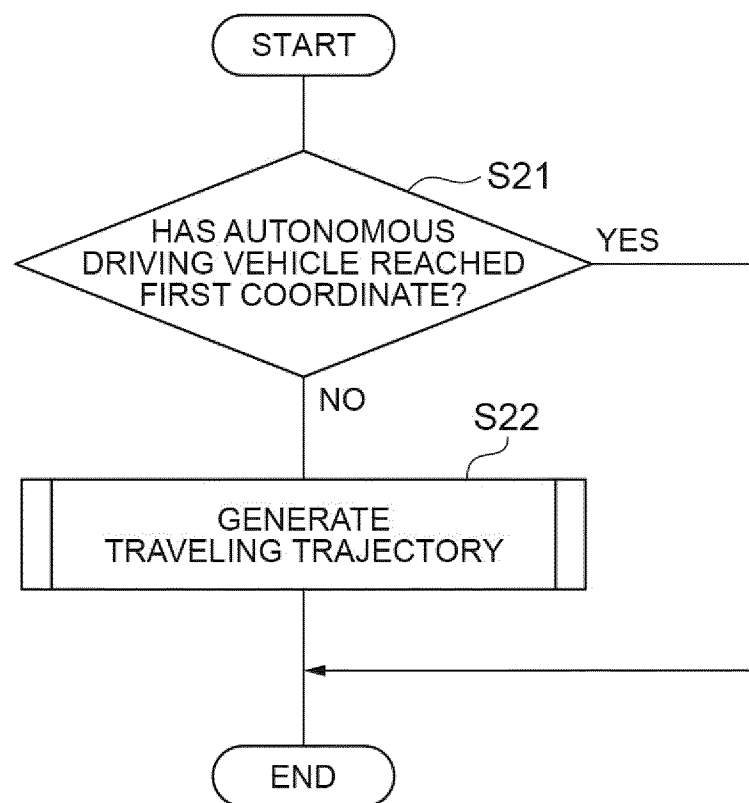 START
S21
HAS AUTONOMOUS
DRIVING VEHICLE REACHED
FIRST COORDINATE?
YES
NO
S22
GENERATE
TRAVELING TRAJECTORY
END